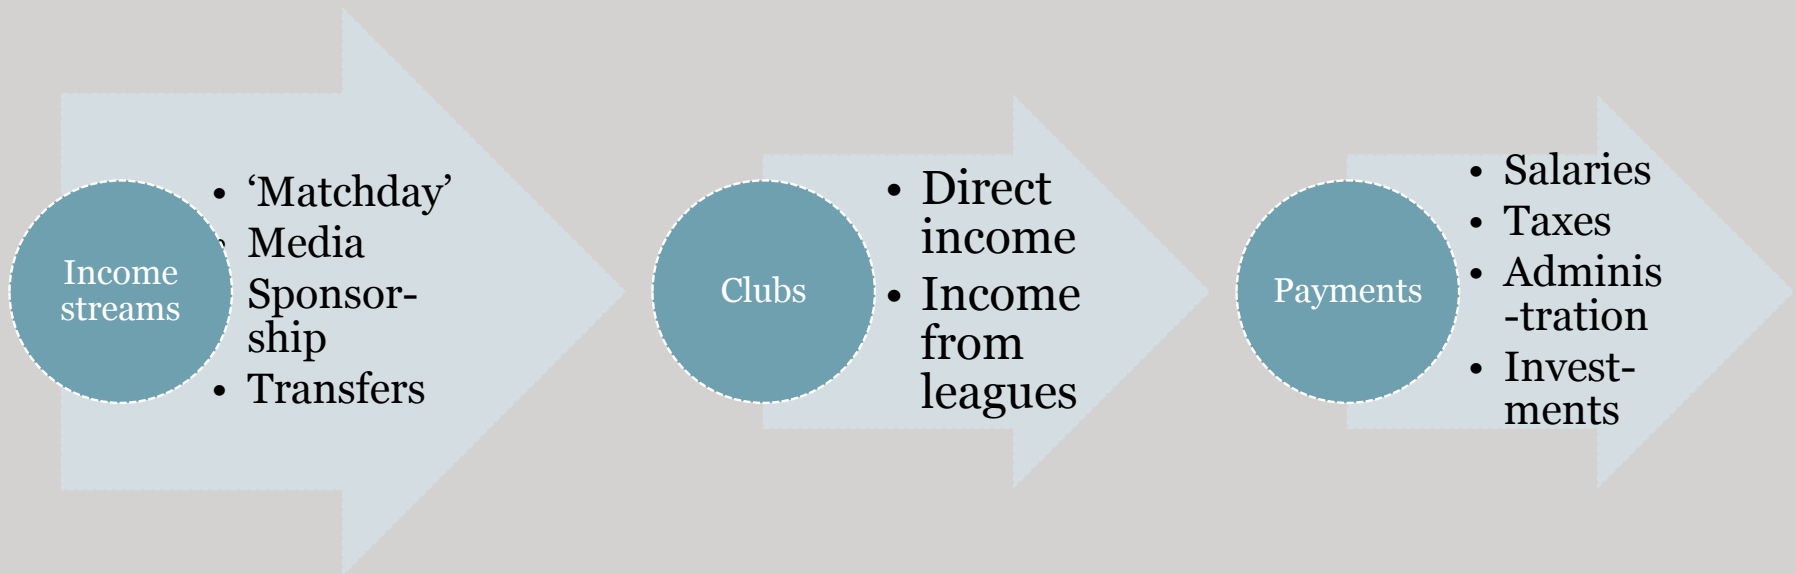 Income
streams
• ‘Matchday’
• Media
Sponsor-
ship
• Transfers
Clubs
• Direct
income
• Income
from
leagues
Payments
• Salaries
• Taxes
• Adminis
-tration
• Invest-
ments